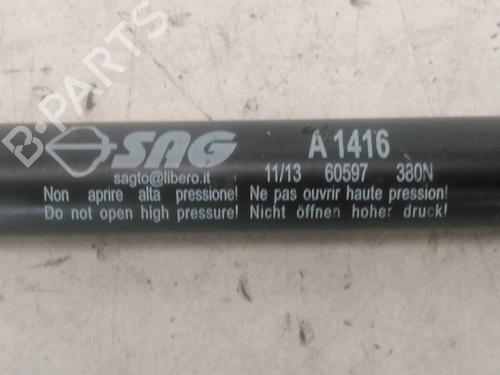 B-PARTS
SAG
A 1416
sagto@libero.it
11/13 60597 380N
Non aprire alta pressione! Ne pas ouvrir haute pression!
Do not open high pressure! Nicht öffnen hoher druck!